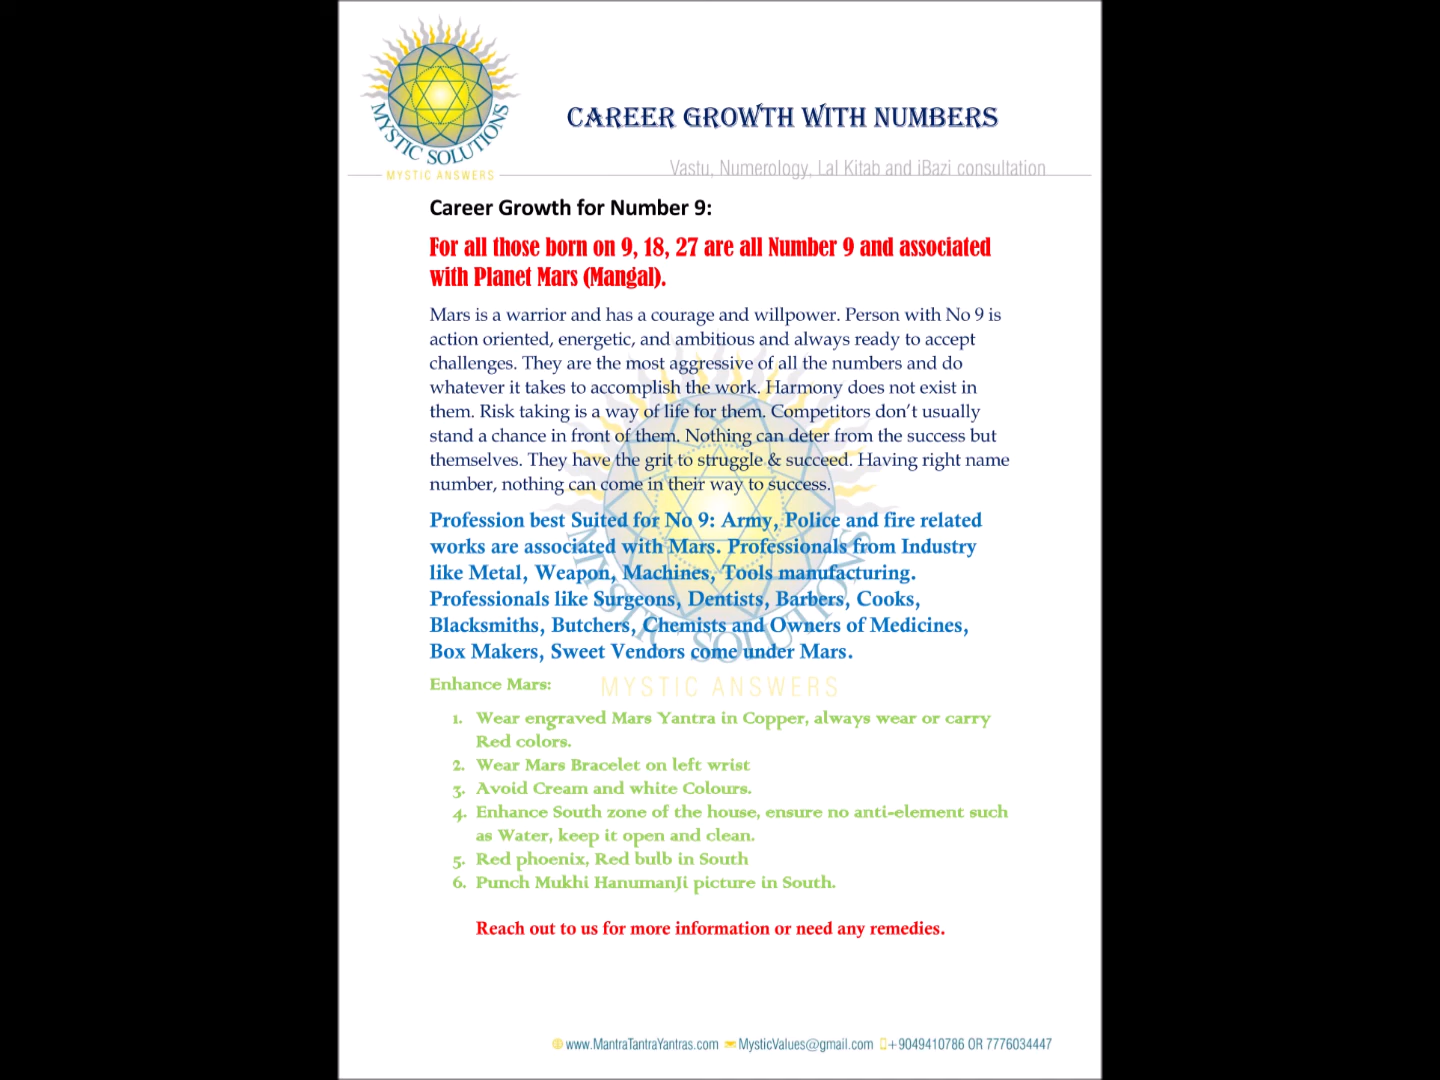 MYSTIC SOLUTIONS
MYSTIC ANSWERS
CAREER GROWTH WITH NUMBERS
Vastu, Numerology, Lal Kitab and iBazi consultation
Career Growth for Number 9:
For all those born on 9, 18, 27 are all Number 9 and associated
with Planet Mars (Mangal).
Mars is a warrior and has a courage and willpower. Person with No 9 is
action oriented, energetic, and ambitious and always ready to accept
challenges. They are the most aggressive of all the numbers and do
whatever it takes to accomplish the work. Harmony does not exist in
them. Risk taking is a way of life for them. Competitors don't usually
stand a chance in front of them. Nothing can deter from the success but
themselves. They have the grit to struggle & succeed. Having right name
number, nothing can come in their way to success.
Profession best Suited for No 9: Army, Police and fire related
works are associated with Mars. Professionals from Industry
like Metal, Weapon, Machines, Tools manufacturing.
Professionals like Surgeons, Dentists, Barbers, Cooks,
Blacksmiths, Butchers, Chemists and Owners of Medicines,
Box Makers, Sweet Vendors come under Mars.
MYSTIC SOLUTIONS
MYSTIC ANSWERS
Enhance Mars:
1. Wear engraved Mars Yantra in Copper, always wear or carry
Red colors.
2. Wear Mars Bracelet on left wrist
3. Avoid Cream and white Colours.
4. Enhance South zone of the house, ensure no anti-element such
as Water, keep it open and clean.
5. Red phoenix, Red bulb in South
6. Punch Mukhi HanumanJi picture in South.
Reach out to us for more information or need any remedies.
www.MantraTantraYantras.com MysticValues@gmail.com +9049410786 OR 7776034447